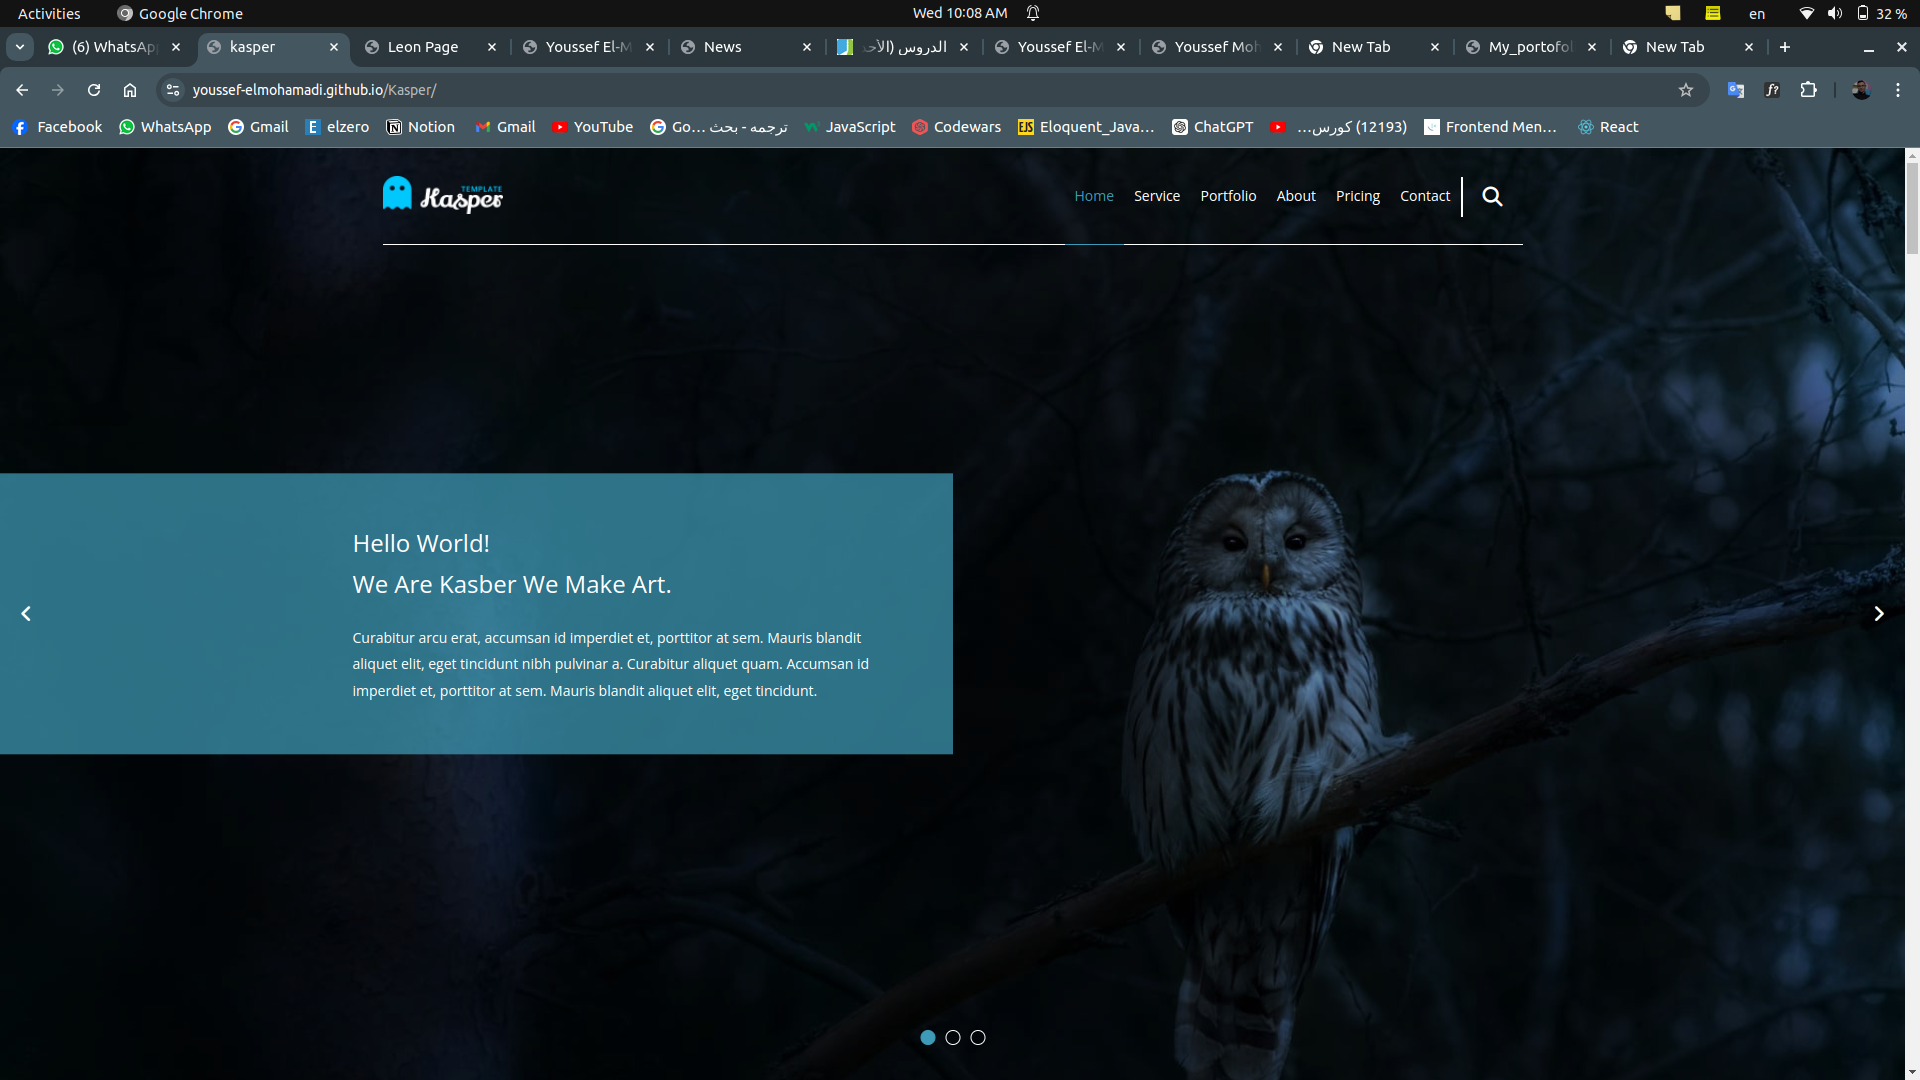 Activities Google Chrome Wed 10:08 AM en 32 %
(6) WhatsApp kasper Leon Page Youssef El-M News الدروس (الأحد Youssef El-M Youssef Moh New Tab My_portofol New Tab
youssef-elmohamadi.github.io/Kasper/
Facebook WhatsApp Gmail elzero Notion Gmail YouTube Go... ترجمه - بحث JavaScript Codewars Eloquent_Java... ChatGPT (12193) كورس... Frontend Men... React
TEMPLATE
Kasper
Home Service Portfolio About Pricing Contact
Hello World!
We Are Kasber We Make Art.
Curabitur arcu erat, accumsan id imperdiet et, porttitor at sem. Mauris blandit
aliquet elit, eget tincidunt nibh pulvinar a. Curabitur aliquet quam. Accumsan id
imperdiet et, porttitor at sem. Mauris blandit aliquet elit, eget tincidunt.